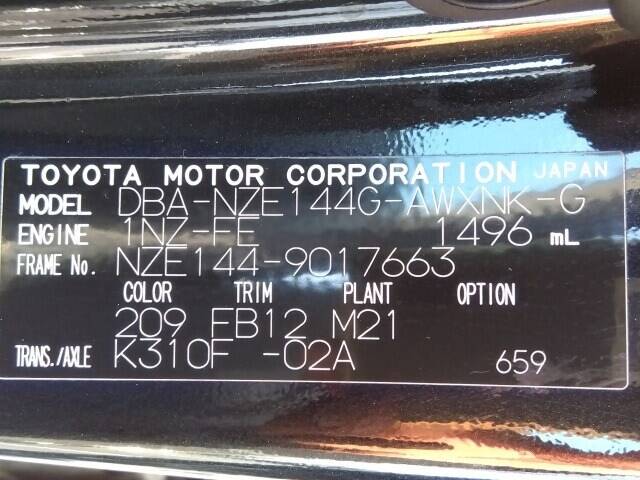 TOYOTA MOTOR CORPORATION JAPAN
MODEL DBA-NZE144G-AWXNK-G
ENGINE 1NZ-FE 1496 mL
FRAME No. NZE144-9017663
COLOR TRIM PLANT OPTION
209 FB12 M21
TRANS./AXLE K310F -02A 659